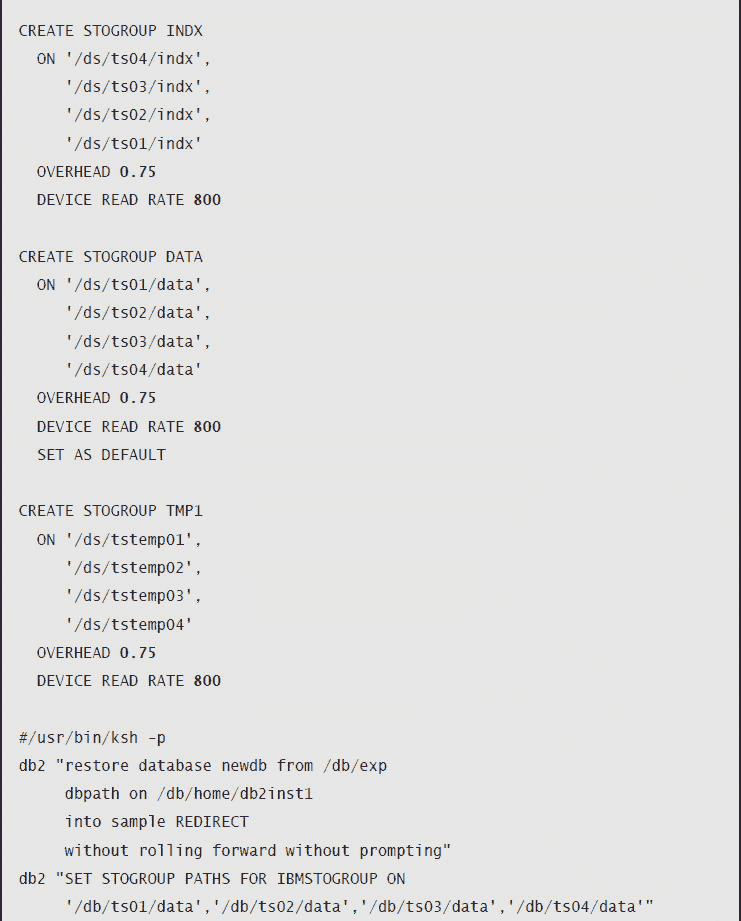 CREATE STOGROUP INDX
ON '/ds/ts04/indx',
'/ds/ts03/indx',
'/ds/ts02/indx',
'/ds/ts01/indx'
OVERHEAD 0.75
DEVICE READ RATE 800
CREATE STOGROUP DATA
ON '/ds/ts01/data',
'/ds/ts02/data',
'/ds/ts03/data',
'/ds/ts04/data'
OVERHEAD 0.75
DEVICE READ RATE 800
SET AS DEFAULT
CREATE STOGROUP TMP1
ON '/ds/tstemp01',
'/ds/tstemp02',
'/ds/tstemp03',
'/ds/tstemp04'
OVERHEAD 0.75
DEVICE READ RATE 800
#/usr/bin/ksh -p
db2 "restore database newdb from /db/exp
dbpath on /db/home/db2inst1
into sample REDIRECT
without rolling forward without prompting"
db2 "SET STOGROUP PATHS FOR IBMSTOGROUP ON
'/db/ts01/data','/db/ts02/data','/db/ts03/data','/db/ts04/data'"